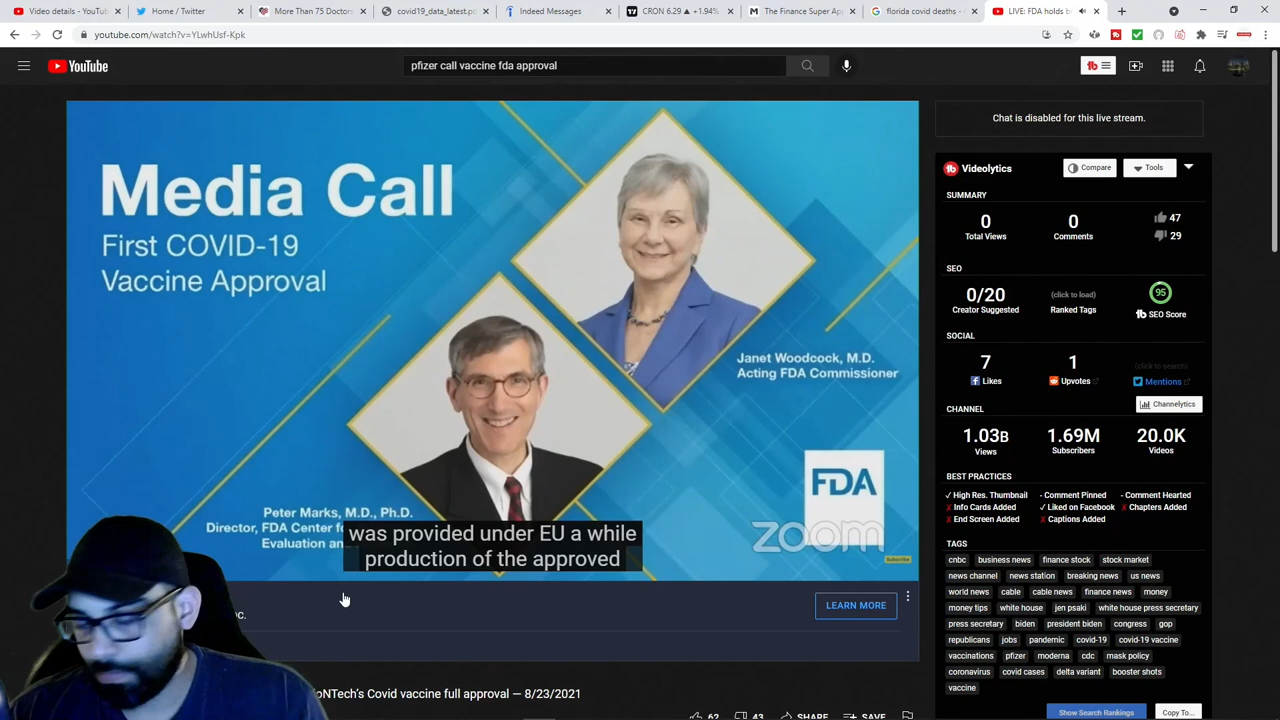 Video details - YouTube
Home / Twitter
More Than 75 Doctors
covid19_data_latest.pd
Indeed Messages
CRON 6.29 ▲ +1.94%
The Finance Super Ap
florida covid deaths -
LIVE: FDA holds b
youtube.com/watch?v=YLwhUsf-Kpk
YouTube
pfizer call vaccine fda approval
Media Call
First COVID-19
Vaccine Approval
Janet Woodcock, M.D.
Acting FDA Commissioner
Peter Marks, M.D., Ph.D.
Director, FDA Center
Evaluation
FDA
zoom
Subscribe
was provided under EU a while
production of the approved
LEARN MORE
oNTech's Covid vaccine full approval — 8/23/2021
62
43
SHARE
SAVE
Chat is disabled for this live stream.
tb
Videolytics
Compare
Tools
SUMMARY
0
Total Views
0
Comments
47
29
SEO
0/20
Creator Suggested
(click to load)
Ranked Tags
95
tb SEO Score
SOCIAL
7
Likes
1
Upvotes
(click to search)
Mentions
CHANNEL
Channelytics
1.03B
Views
1.69M
Subscribers
20.0K
Videos
BEST PRACTICES
✓ High Res. Thumbnail
- Comment Pinned
- Comment Hearted
✗ Info Cards Added
✓ Liked on Facebook
✗ Chapters Added
✗ End Screen Added
✗ Captions Added
TAGS
cnbc
business news
finance stock
stock market
news channel
news station
breaking news
us news
world news
cable
cable news
finance news
money
money tips
white house
jen psaki
white house press secretary
press secretary
biden
president biden
congress
gop
republicans
jobs
pandemic
covid-19
covid-19 vaccine
vaccinations
pfizer
moderna
cdc
mask policy
coronavirus
covid cases
delta variant
booster shots
vaccine
Show Search Rankings
Copy To...